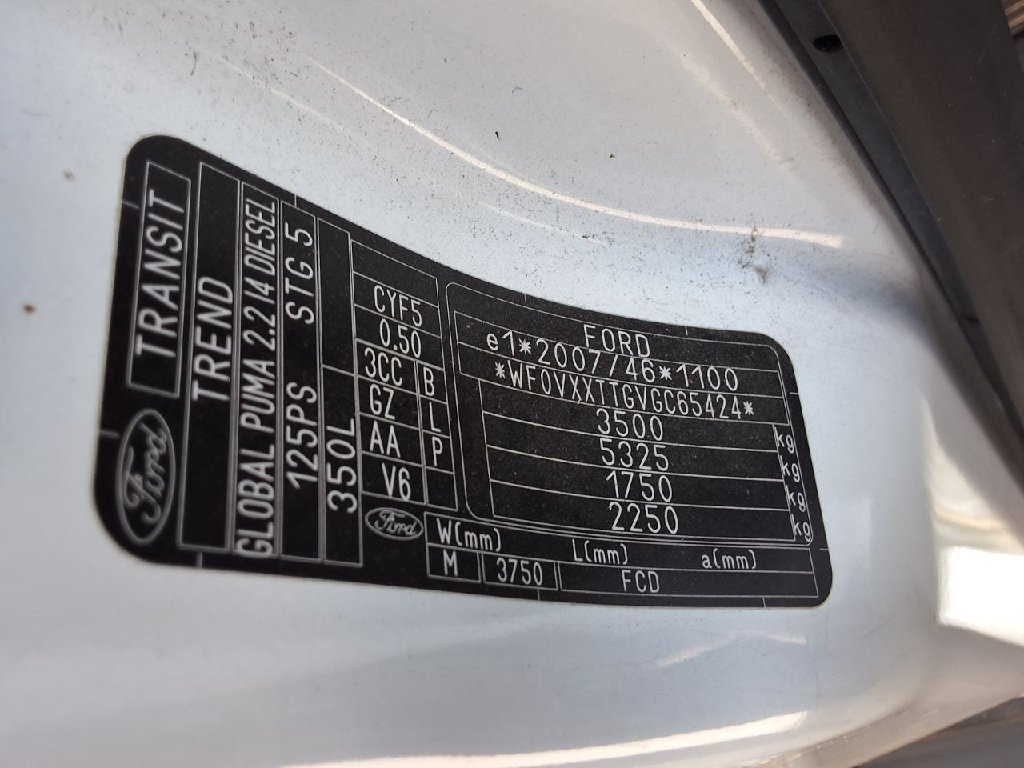 TRANSIT
TREND
GLOBAL PUMA 2.2 I4 DIESEL
125PS STG 5
350L
Ford
CYF5
0.50
3CC B
GZ L
AA P
V6
Ford
FORD
e1*2007/46*1100
*WF0VXXTTGVGC65424*
3500 kg
5325 kg
1750 kg
2250 kg
W(mm) L(mm) a(mm)
M 3750 FCD